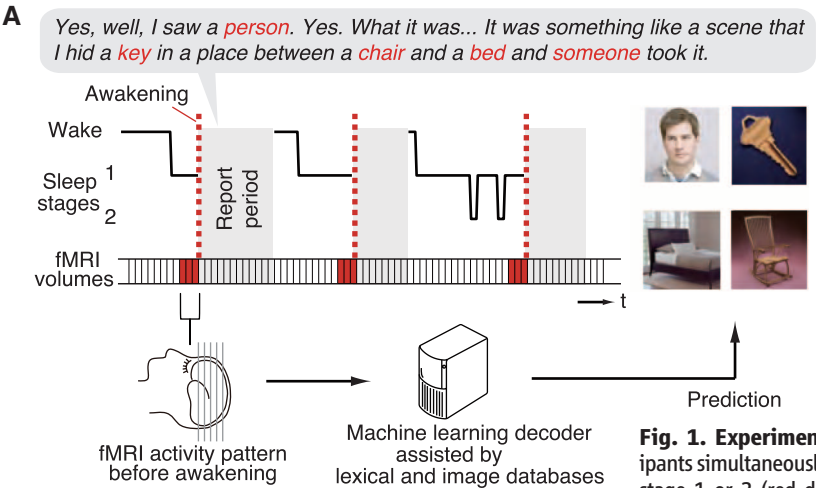 A
Yes, well, I saw a person. Yes. What it was... It was something like a scene that
I hid a key in a place between a chair and a bed and someone took it.
Awakening
Wake
Sleep
stages
1
2
Report
period
fMRI
volumes
t
fMRI activity pattern
before awakening
Machine learning decoder
assisted by
lexical and image databases
Prediction
Fig. 1. Experimen
ipants simultaneousl
stage 1 or 2 (red d